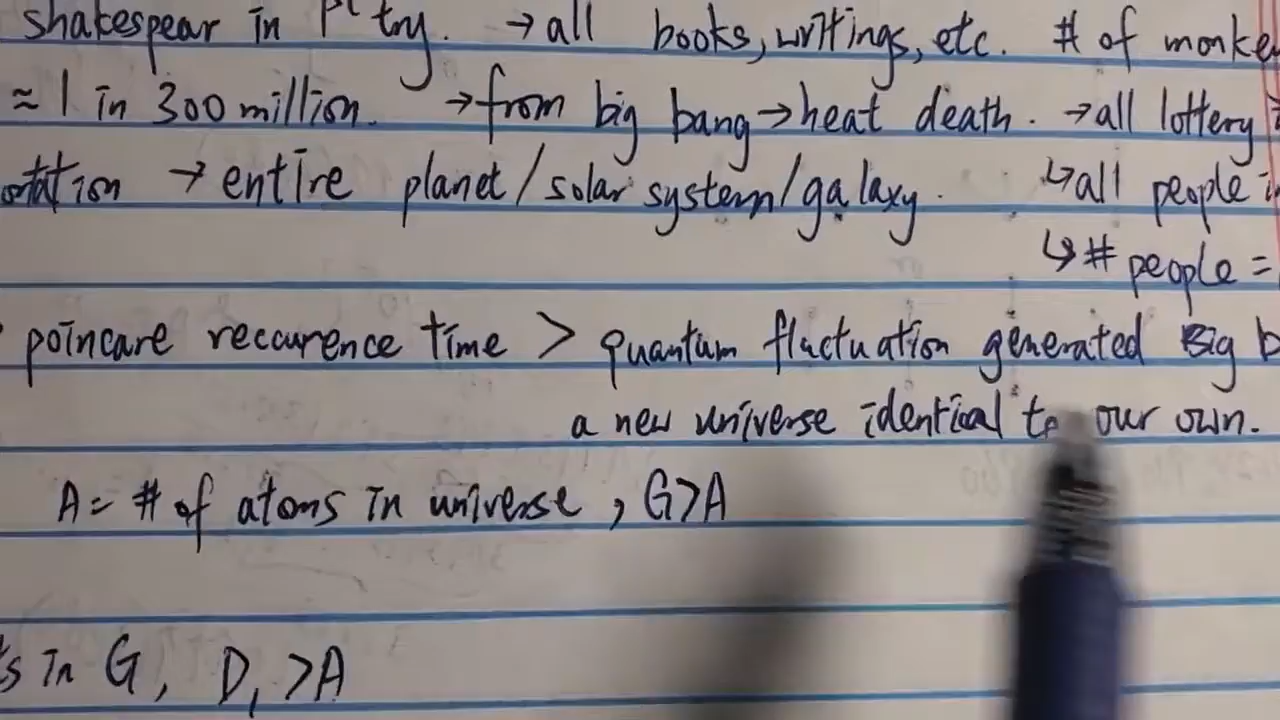 shakespear in 1st try. → all books, writings, etc. # of monke
≈ 1 in 300 million. → from big bang → heat death. → all lottery
otation → entire planet/solar system/galaxy. ↳ all people
↳ # people =
poincare reccurence time > quantum fluctuation generated Big b
a new universe identical to our own.
A = # of atoms in universe, G>A
's in G, D₁ >A